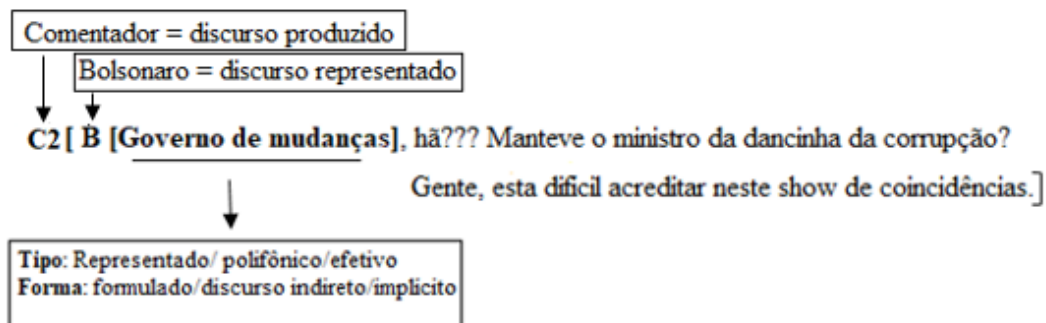 Comentador = discurso produzido
Bolsonaro = discurso representado
C2 [ B [Governo de mudanças], hã??? Manteve o ministro da dancinha da corrupção?
Gente, esta dificil acreditar neste show de coincidências.]
Tipo: Representado/ polifônico/efetivo
Forma: formulado/discurso indireto/implicito